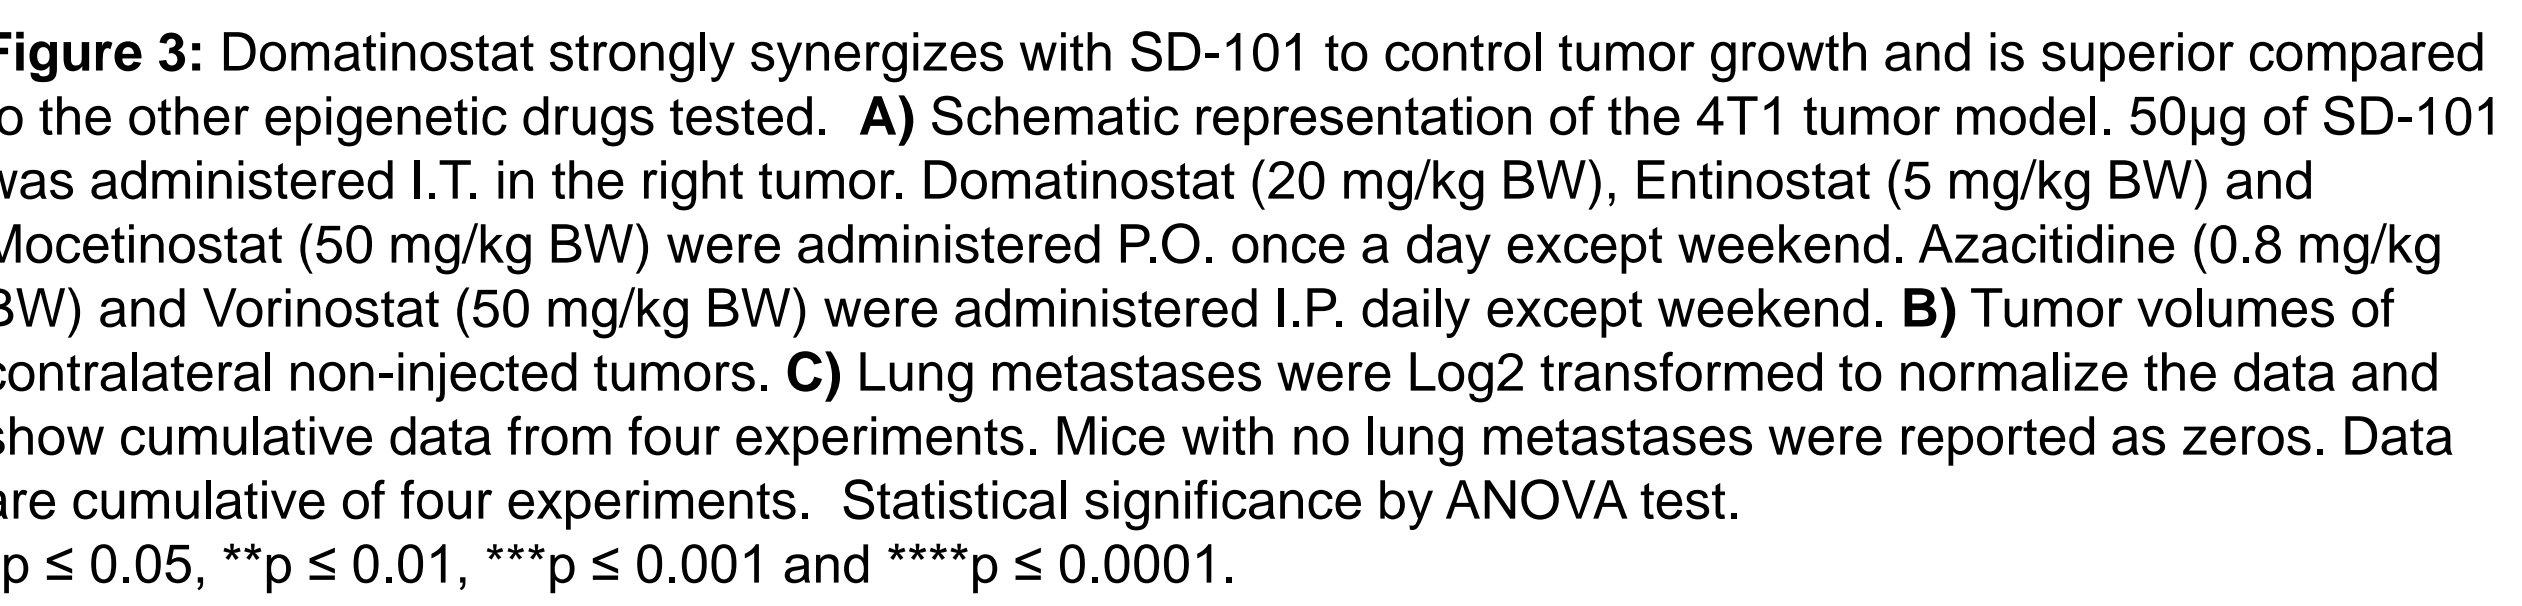 Figure 3: Domatinostat strongly synergizes with SD-101 to control tumor growth and is superior compared
to the other epigenetic drugs tested.  A) Schematic representation of the 4T1 tumor model. 50µg of SD-101
was administered I.T. in the right tumor. Domatinostat (20 mg/kg BW), Entinostat (5 mg/kg BW) and
Mocetinostat (50 mg/kg BW) were administered P.O. once a day except weekend. Azacitidine (0.8 mg/kg
BW) and Vorinostat (50 mg/kg BW) were administered I.P. daily except weekend. B) Tumor volumes of
contralateral non-injected tumors. C) Lung metastases were Log2 transformed to normalize the data and
show cumulative data from four experiments. Mice with no lung metastases were reported as zeros. Data
are cumulative of four experiments.  Statistical significance by ANOVA test.
*p ≤ 0.05, **p ≤ 0.01, ***p ≤ 0.001 and ****p ≤ 0.0001.